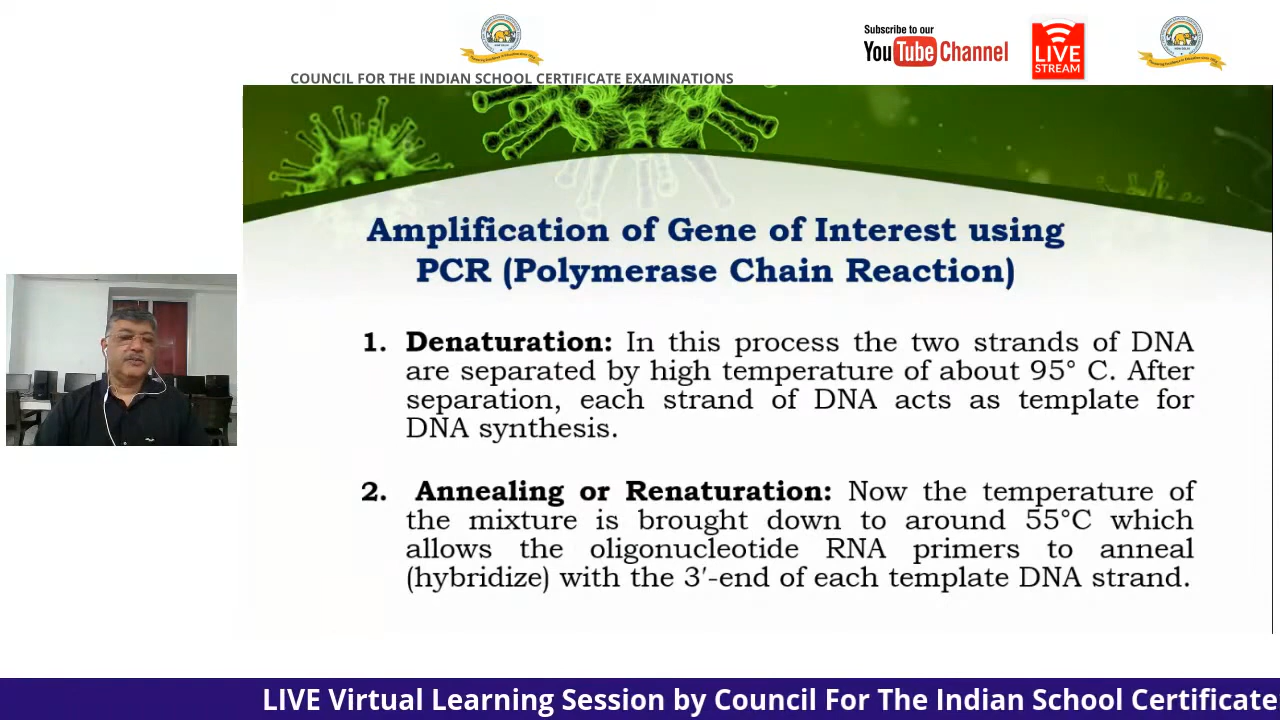 Subscribe to our
YouTube Channel
LIVE
STREAM
COUNCIL FOR THE INDIAN SCHOOL CERTIFICATE EXAMINATIONS
Amplification of Gene of Interest using
PCR (Polymerase Chain Reaction)
1. Denaturation: In this process the two strands of DNA
are separated by high temperature of about 95° C. After
separation, each strand of DNA acts as template for
DNA synthesis.
2. Annealing or Renaturation: Now the temperature of
the mixture is brought down to around 55°C which
allows the oligonucleotide RNA primers to anneal
(hybridize) with the 3′-end of each template DNA strand.
LIVE Virtual Learning Session by Council For The Indian School Certificate